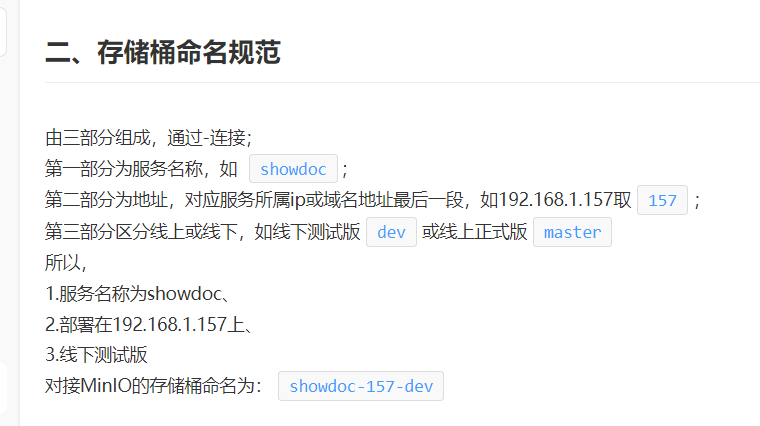 二、存储桶命名规范
由三部分组成，通过-连接；
第一部分为服务名称，如 showdoc ；
第二部分为地址，对应服务所属ip或域名地址最后一段，如192.168.1.157取 157 ；
第三部分区分线上或线下，如线下测试版 dev 或线上正式版 master
所以，
1.服务名称为showdoc、
2.部署在192.168.1.157上、
3.线下测试版
对接MinIO的存储桶命名为： showdoc-157-dev